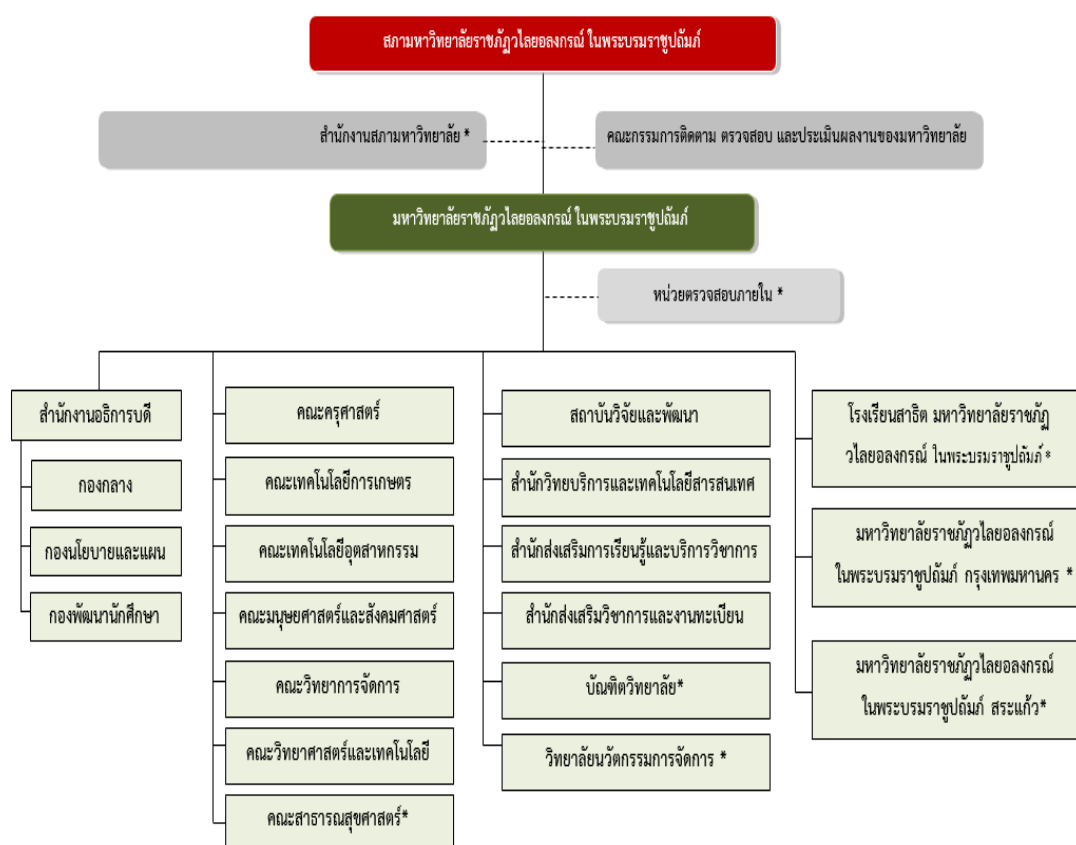 สภามหาวิทยาลัยราชภัฏวไลยอลงกรณ์ ในพระบรมราชูปถัมภ์
สำนักงานสภามหาวิทยาลัย *
คณะกรรมการติดตาม ตรวจสอบ และประเมินผลงานของมหาวิทยาลัย
มหาวิทยาลัยราชภัฏวไลยอลงกรณ์ ในพระบรมราชูปถัมภ์
หน่วยตรวจสอบภายใน *
สำนักงานอธิการบดี
กองกลาง
กองนโยบายและแผน
กองพัฒนานักศึกษา
คณะครุศาสตร์
คณะเทคโนโลยีการเกษตร
คณะเทคโนโลยีอุตสาหกรรม
คณะมนุษยศาสตร์และสังคมศาสตร์
คณะวิทยาการจัดการ
คณะวิทยาศาสตร์และเทคโนโลยี
คณะสาธารณสุขศาสตร์*
สถาบันวิจัยและพัฒนา
สำนักวิทยบริการและเทคโนโลยีสารสนเทศ
สำนักส่งเสริมการเรียนรู้และบริการวิชาการ
สำนักส่งเสริมวิชาการและงานทะเบียน
บัณฑิตวิทยาลัย*
วิทยาลัยนวัตกรรมการจัดการ *
โรงเรียนสาธิต มหาวิทยาลัยราชภัฏ
วไลยอลงกรณ์ ในพระบรมราชูปถัมภ์ *
มหาวิทยาลัยราชภัฏวไลยอลงกรณ์
ในพระบรมราชูปถัมภ์ กรุงเทพมหานคร *
มหาวิทยาลัยราชภัฏวไลยอลงกรณ์
ในพระบรมราชูปถัมภ์ สระแก้ว*